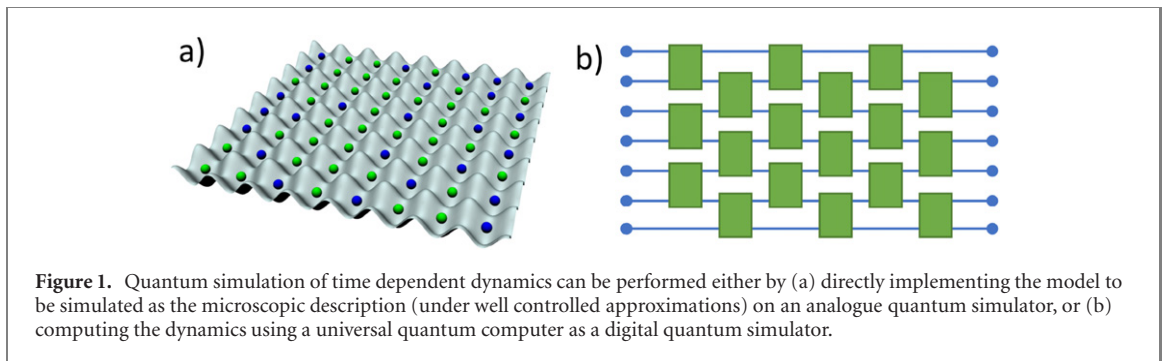 a)
b)
Figure 1. Quantum simulation of time dependent dynamics can be performed either by (a) directly implementing the model to
be simulated as the microscopic description (under well controlled approximations) on an analogue quantum simulator, or (b)
computing the dynamics using a universal quantum computer as a digital quantum simulator.